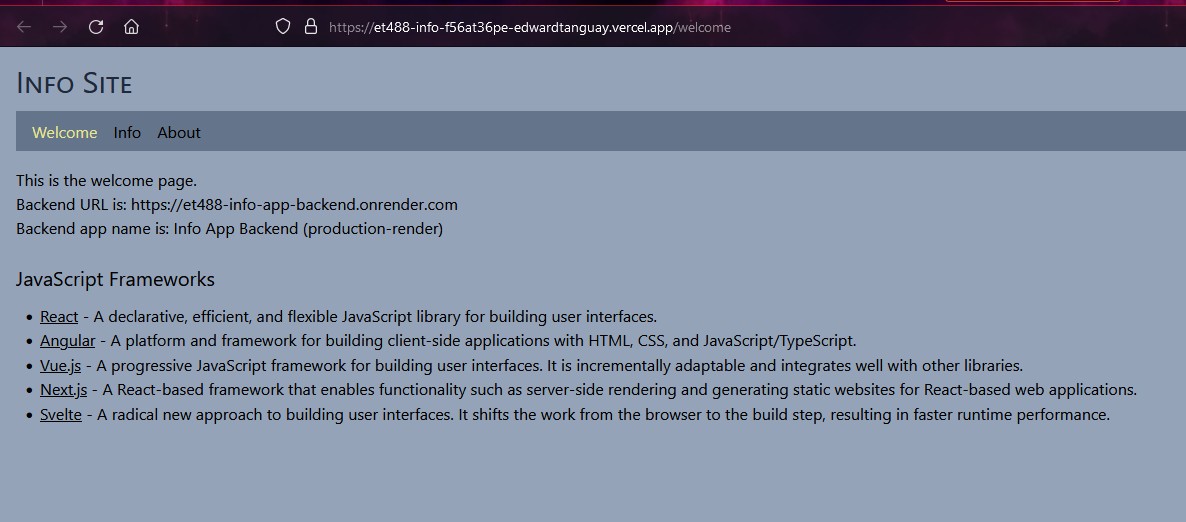 https://et488-info-f56at36pe-edwardtanguay.vercel.app/welcome
Info Site
Welcome Info About
This is the welcome page.
Backend URL is: https://et488-info-app-backend.onrender.com
Backend app name is: Info App Backend (production-render)
JavaScript Frameworks
• React - A declarative, efficient, and flexible JavaScript library for building user interfaces.
• Angular - A platform and framework for building client-side applications with HTML, CSS, and JavaScript/TypeScript.
• Vue.js - A progressive JavaScript framework for building user interfaces. It is incrementally adaptable and integrates well with other libraries.
• Next.js - A React-based framework that enables functionality such as server-side rendering and generating static websites for React-based web applications.
• Svelte - A radical new approach to building user interfaces. It shifts the work from the browser to the build step, resulting in faster runtime performance.